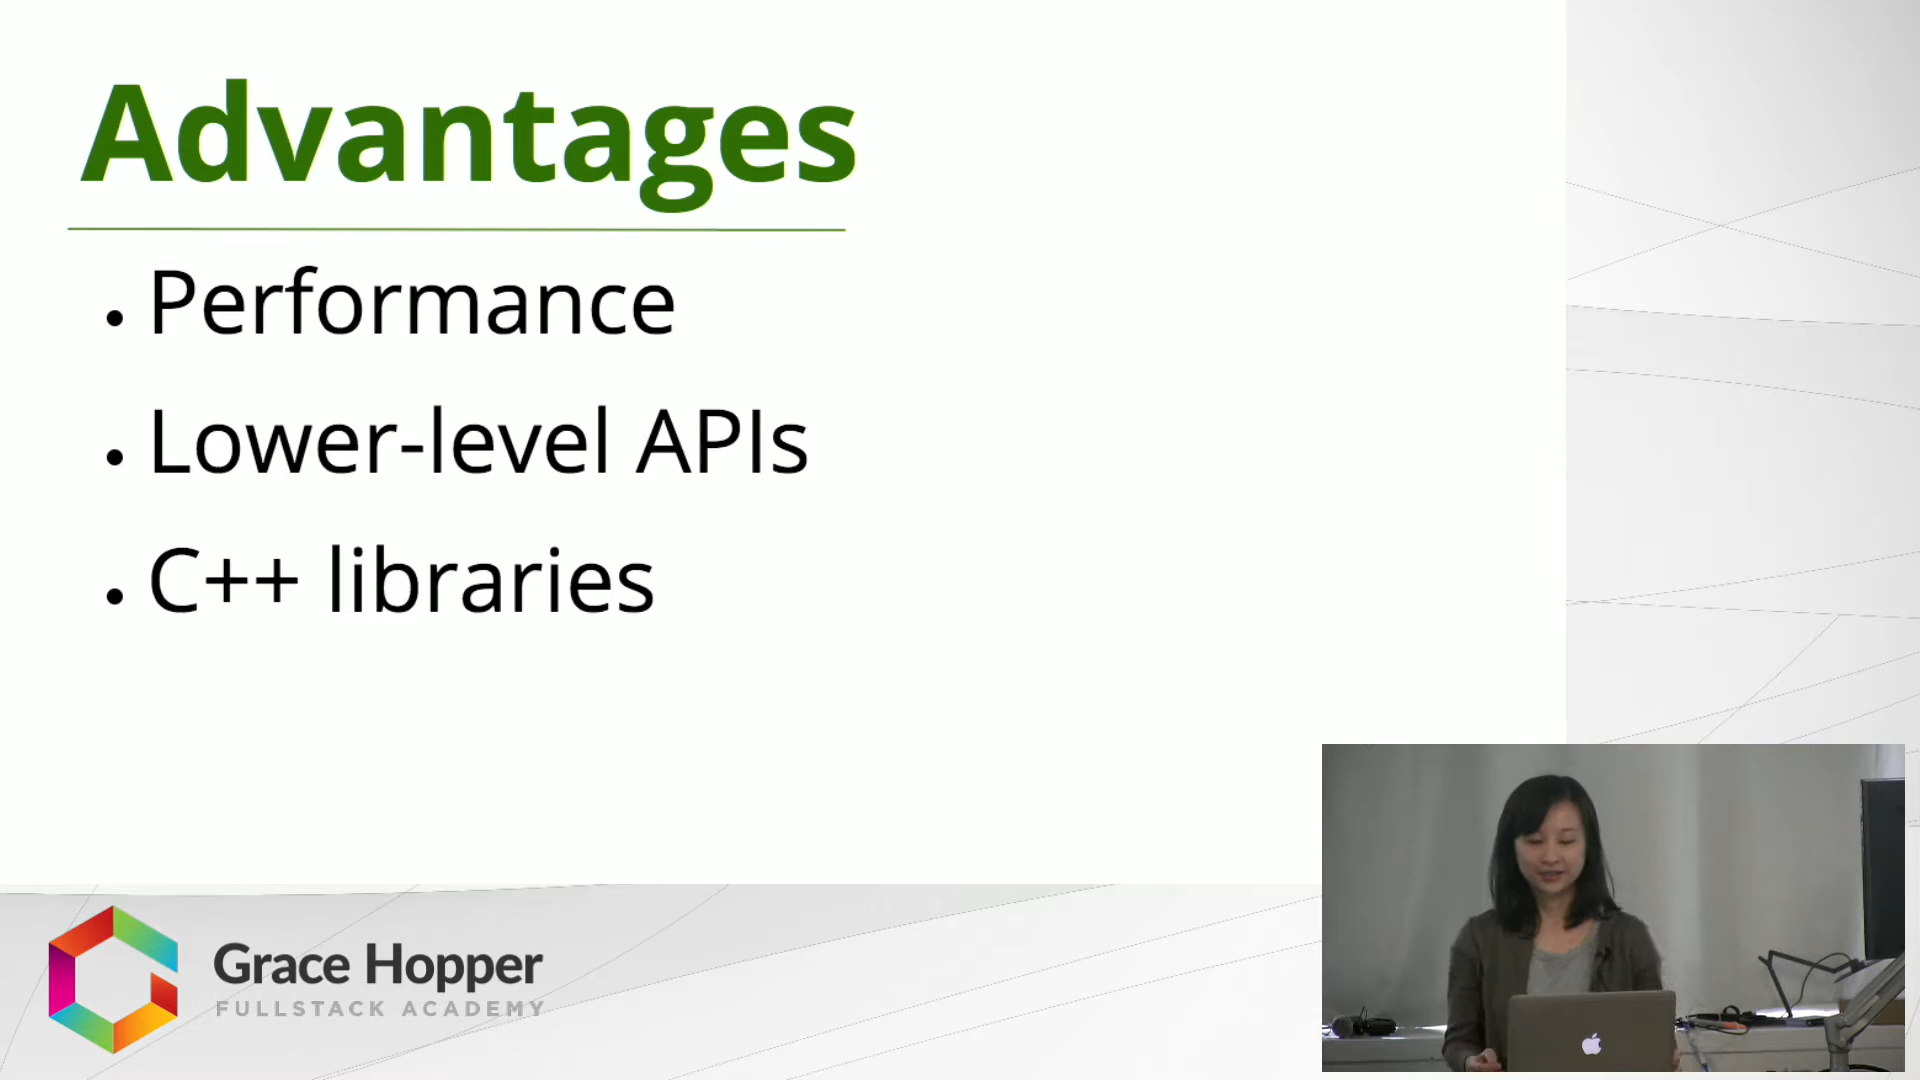 Advantages
• Performance
• Lower-level APIs
• C++ libraries
Grace Hopper
FULLSTACK ACADEMY